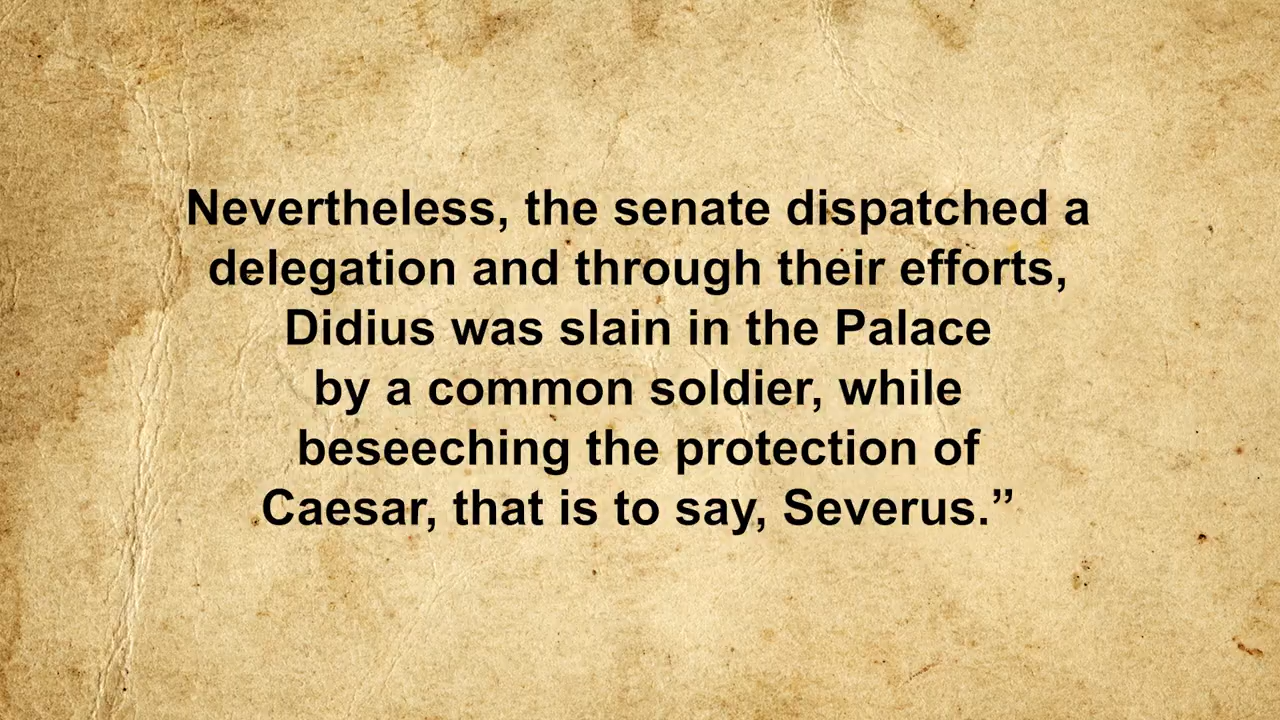 Nevertheless, the senate dispatched a
delegation and through their efforts,
Didius was slain in the Palace
by a common soldier, while
beseeching the protection of
Caesar, that is to say, Severus.”